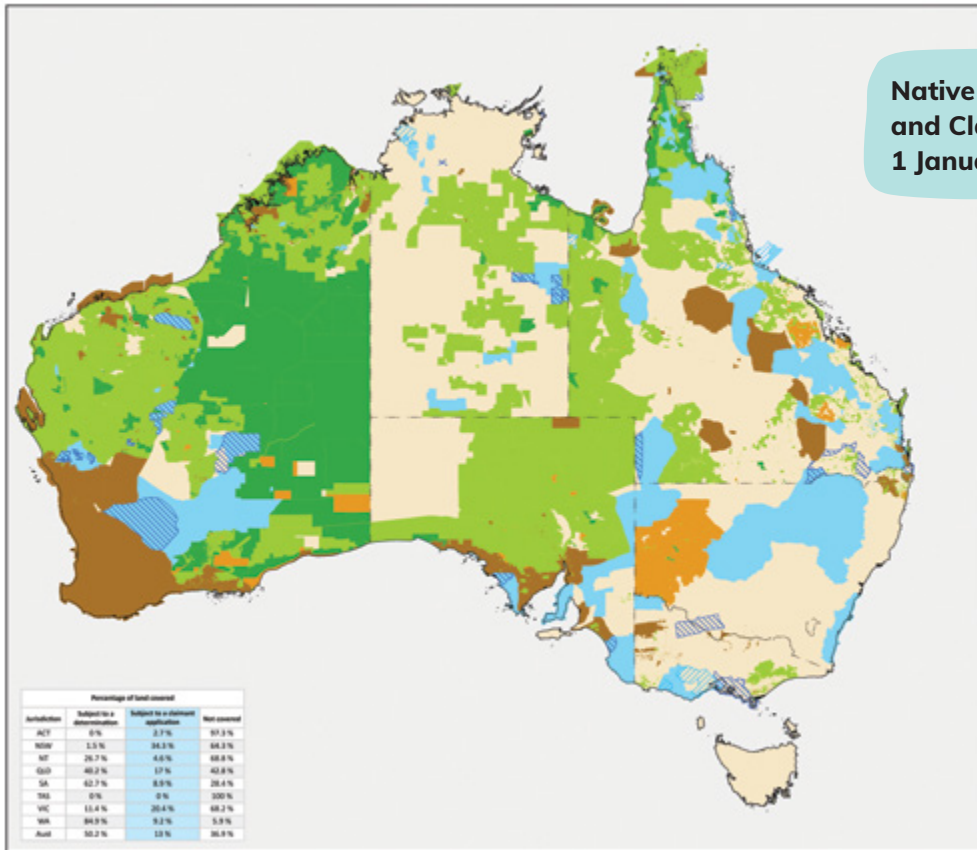 Native
and Cla
1 Janua
Percentage of land covered
Jurisdiction Subject to a determination Subject to a claimant application Not covered
ACT 0 % 2.7 % 97.3 %
NSW 1.5 % 34.3 % 64.3 %
NT 26.7 % 4.6 % 68.8 %
QLD 40.2 % 17 % 42.8 %
SA 62.7 % 8.9 % 28.4 %
TAS 0 % 0 % 100 %
VIC 11.4 % 20.4 % 68.2 %
WA 84.9 % 9.2 % 5.9 %
Aust 50.2 % 13 % 36.9 %